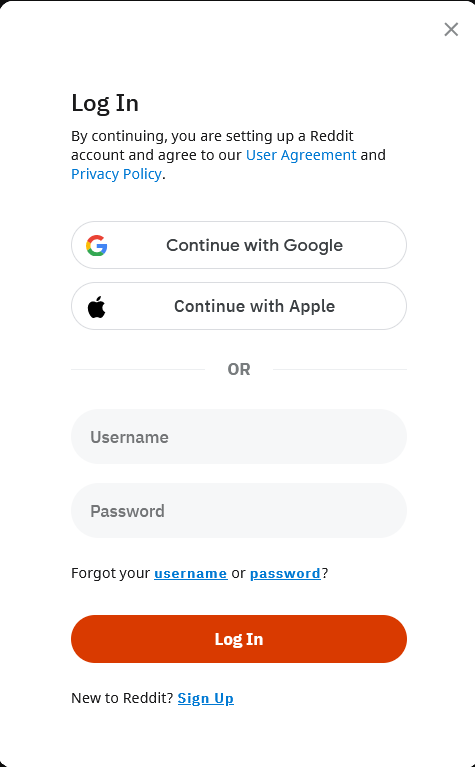 Log In
By continuing, you are setting up a Reddit
account and agree to our User Agreement and
Privacy Policy.
Continue with Google
Continue with Apple
OR
Username
Password
Forgot your username or password?
Log In
New to Reddit? Sign Up